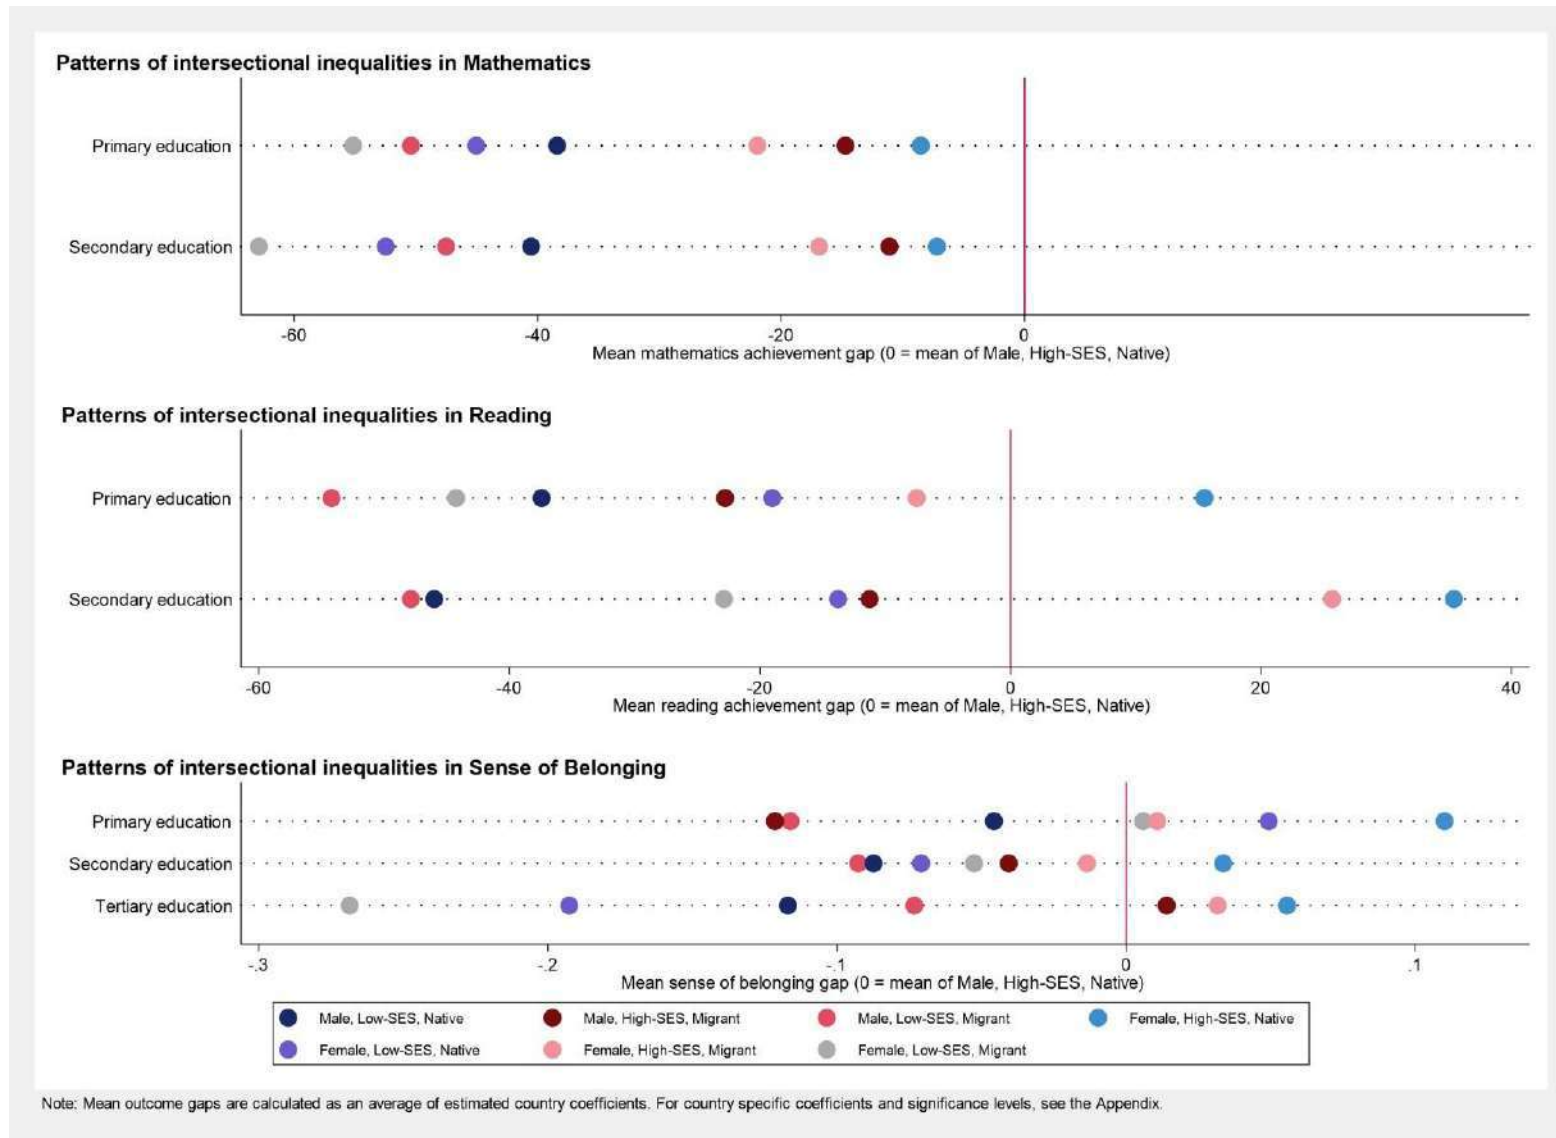 Patterns of intersectional inequalities in Mathematics
Primary education
Secondary education
-60 -40 -20 0
Mean mathematics achievement gap (0 = mean of Male, High-SES, Native)
Patterns of intersectional inequalities in Reading
Primary education
Secondary education
-60 -40 -20 0 20 40
Mean reading achievement gap (0 = mean of Male, High-SES, Native)
Patterns of intersectional inequalities in Sense of Belonging
Primary education
Secondary education
Tertiary education
-.3 -.2 -.1 0 .1
Mean sense of belonging gap (0 = mean of Male, High-SES, Native)
Male, Low-SES, Native Male, High-SES, Migrant Male, Low-SES, Migrant Female, High-SES, Native
Female, Low-SES, Native Female, High-SES, Migrant Female, Low-SES, Migrant
Note: Mean outcome gaps are calculated as an average of estimated country coefficients. For country specific coefficients and significance levels, see the Appendix.